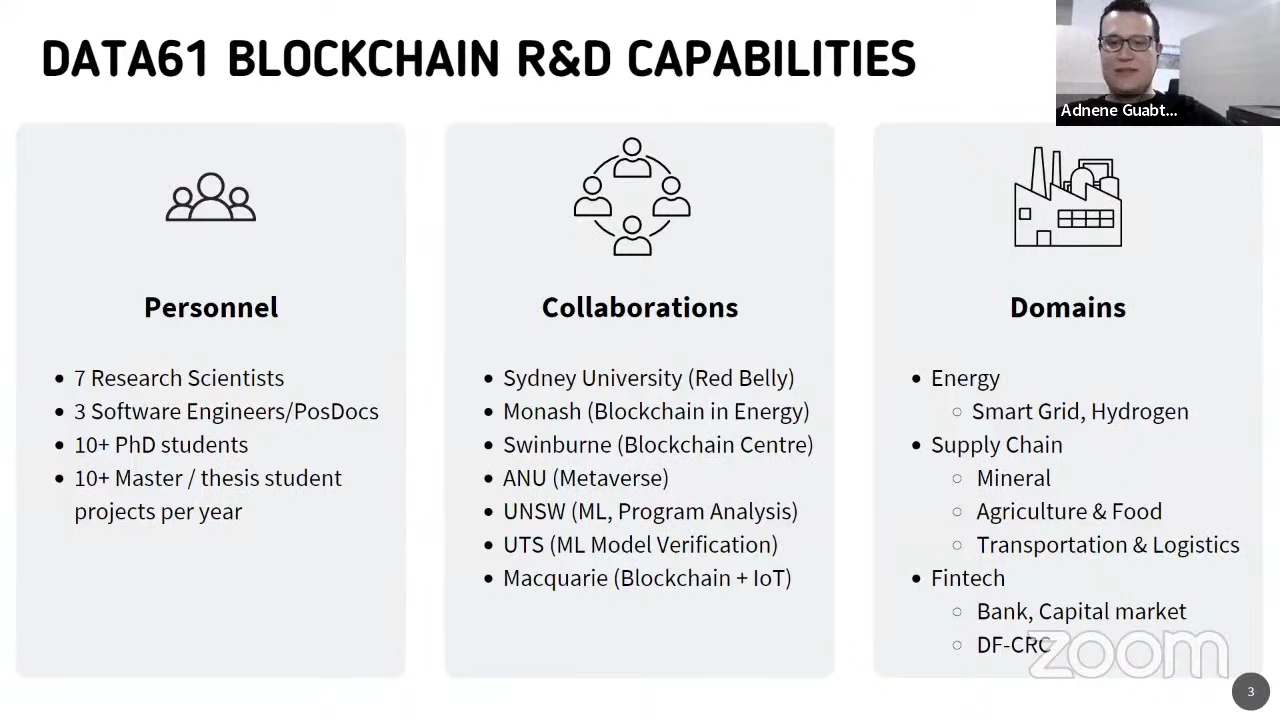 DATA61 BLOCKCHAIN R&D CAPABILITIES
Adnene Guabt...
Personnel
• 7 Research Scientists
• 3 Software Engineers/PosDocs
• 10+ PhD students
• 10+ Master / thesis student
projects per year
Collaborations
• Sydney University (Red Belly)
• Monash (Blockchain in Energy)
• Swinburne (Blockchain Centre)
• ANU (Metaverse)
• UNSW (ML, Program Analysis)
• UTS (ML Model Verification)
• Macquarie (Blockchain + IoT)
Domains
• Energy
○ Smart Grid, Hydrogen
• Supply Chain
○ Mineral
○ Agriculture & Food
○ Transportation & Logistics
• Fintech
○ Bank, Capital market
○ DF-CRC
zoom
3